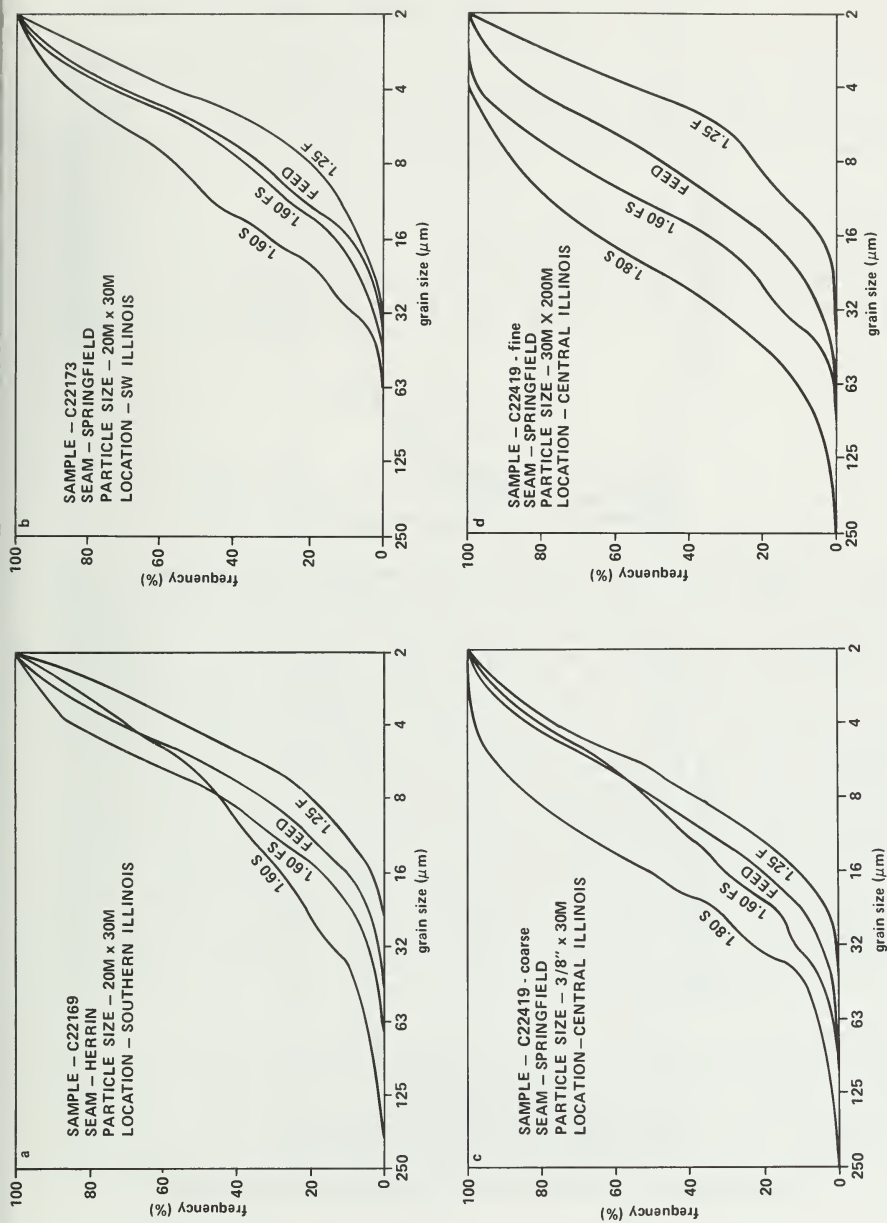 a
SAMPLE – C22169
SEAM – HERRIN
PARTICLE SIZE – 20M x 30M
LOCATION – SOUTHERN ILLINOIS
frequency (%)
100
80
60
40
20
0
1.60 S
1.60 FS
FEED
1.25 F
250
125
63
32
16
8
4
2
grain size (μm)
b
SAMPLE – C22173
SEAM – SPRINGFIELD
PARTICLE SIZE – 20M x 30M
LOCATION – SW ILLINOIS
frequency (%)
100
80
60
40
20
0
1.60 S
1.60 FS
FEED
1.25 F
250
125
63
32
16
8
4
2
grain size (μm)
c
SAMPLE – C22419 - coarse
SEAM – SPRINGFIELD
PARTICLE SIZE – 3/8″ x 30M
LOCATION – CENTRAL ILLINOIS
frequency (%)
100
80
60
40
20
0
1.80 S
1.60 FS
FEED
1.25 F
250
125
63
32
16
8
4
2
grain size (μm)
d
SAMPLE – C22419 - fine
SEAM – SPRINGFIELD
PARTICLE SIZE – 30M X 200M
LOCATION – CENTRAL ILLINOIS
frequency (%)
100
80
60
40
20
0
1.80 S
1.60 FS
FEED
1.25 F
250
125
63
32
16
8
4
2
grain size (μm)